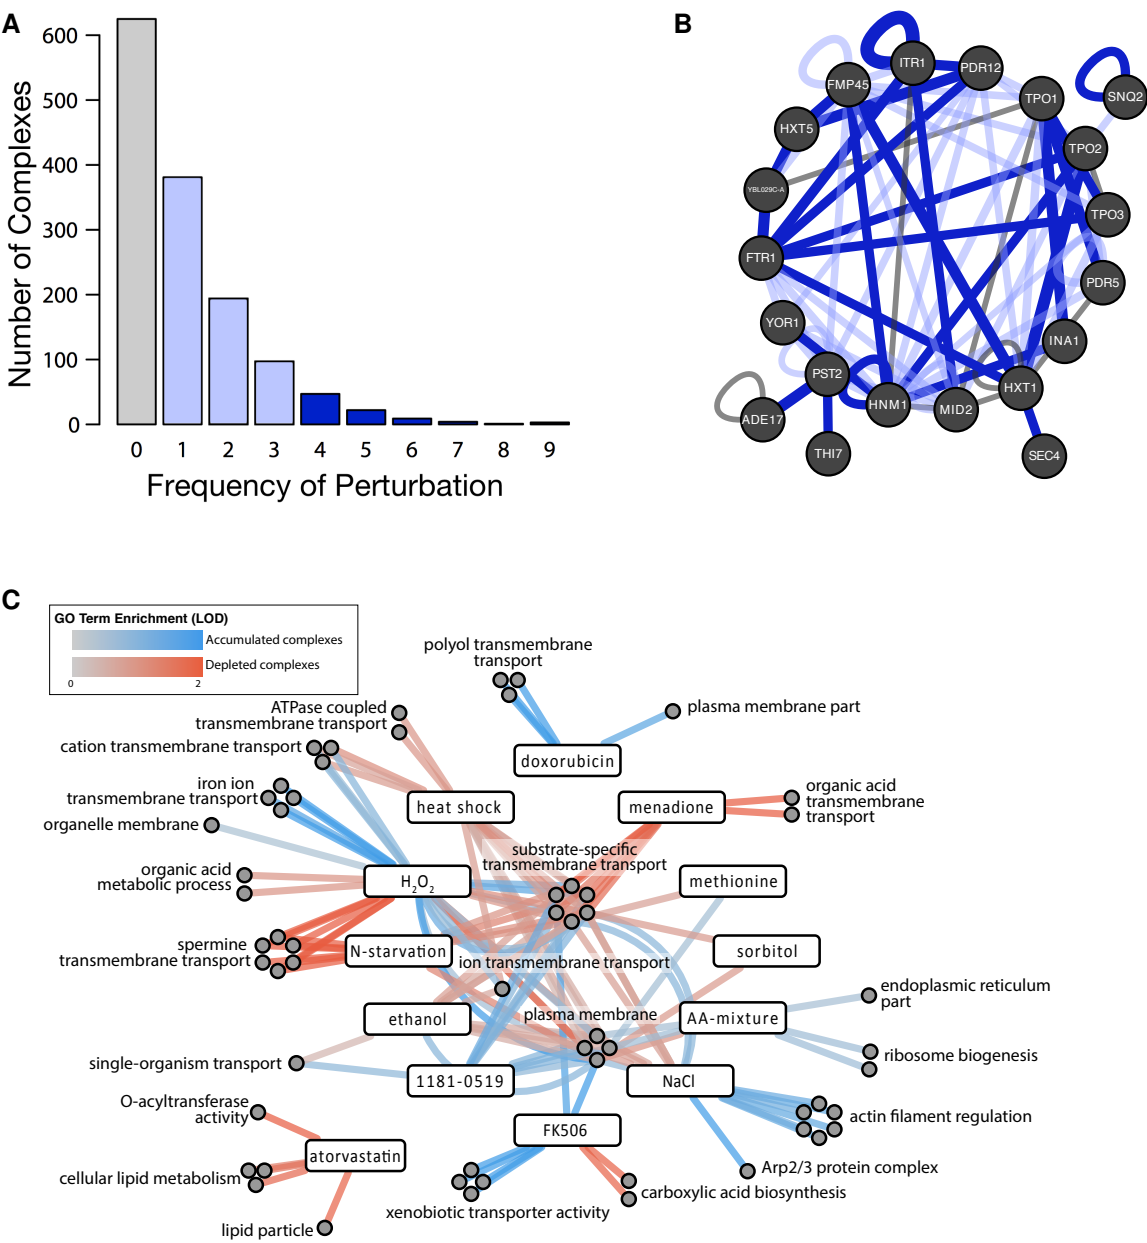 A
Number of Complexes
600
500
400
300
200
100
0
0 1 2 3 4 5 6 7 8 9
Frequency of Perturbation
B
ITR1
PDR12
FMP45
TPO1
SNQ2
HXT5
TPO2
YBL029C-A
TPO3
FTR1
PDR5
YOR1
INA1
PST2
HXT1
HNM1
MID2
ADE17
THI7
SEC4
C
GO Term Enrichment (LOD)
Accumulated complexes
Depleted complexes
0 2
polyol transmembrane
transport
ATPase coupled
transmembrane transport
plasma membrane part
cation transmembrane transport
doxorubicin
iron ion
transmembrane transport
heat shock
menadione
organic acid
transmembrane
transport
organelle membrane
substrate-specific
transmembrane transport
organic acid
metabolic process
H2O2
methionine
spermine
transmembrane transport
N-starvation
ion transmembrane transport
sorbitol
endoplasmic reticulum
part
ethanol
plasma membrane
AA-mixture
single-organism transport
ribosome biogenesis
1181-0519
NaCl
O-acyltransferase
activity
FK506
actin filament regulation
atorvastatin
cellular lipid metabolism
Arp2/3 protein complex
carboxylic acid biosynthesis
xenobiotic transporter activity
lipid particle